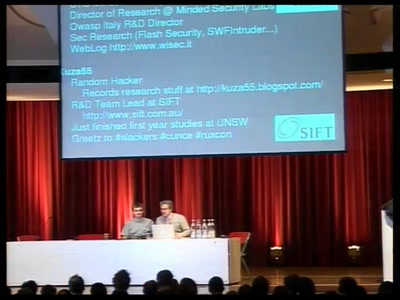 Director of Research @ Minded Security Labs
Owasp Italy R&D Director
Sec Research (Flash Security, SWFIntruder...)
WebLog http://www.wisec.it
Kuza55
Random Hacker
Records research stuff at http://kuza55.blogspot.com/
R&D Team Lead at SIFT
http://www.sift.com.au/
Just finished first year studies at UNSW
Greetz to #slackers #cunce #ruxcon
SIFT